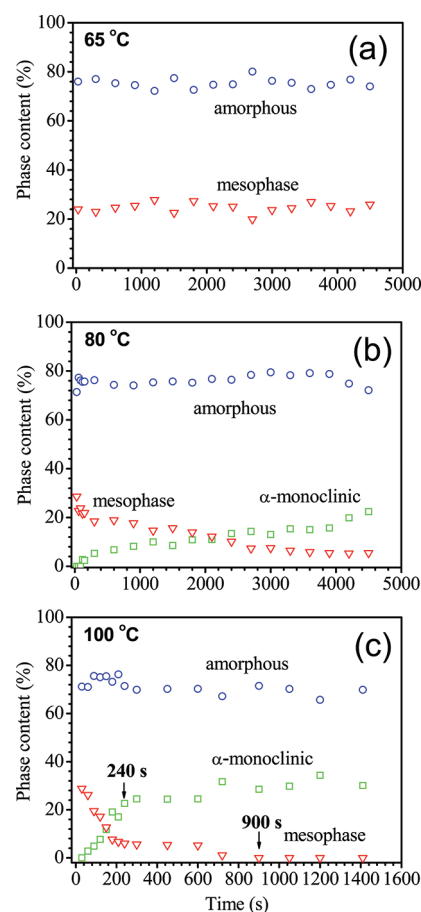 65 °C
(a)
Phase content (%)
100
80
60
40
20
0
amorphous
mesophase
0 1000 2000 3000 4000 5000
80 °C
(b)
Phase content (%)
100
80
60
40
20
0
amorphous
mesophase
α-monoclinic
0 1000 2000 3000 4000 5000
100 °C
(c)
Phase content (%)
100
80
60
40
20
0
amorphous
α-monoclinic
240 s
900 s
mesophase
0 200 400 600 800 1000 1200 1400 1600
Time (s)